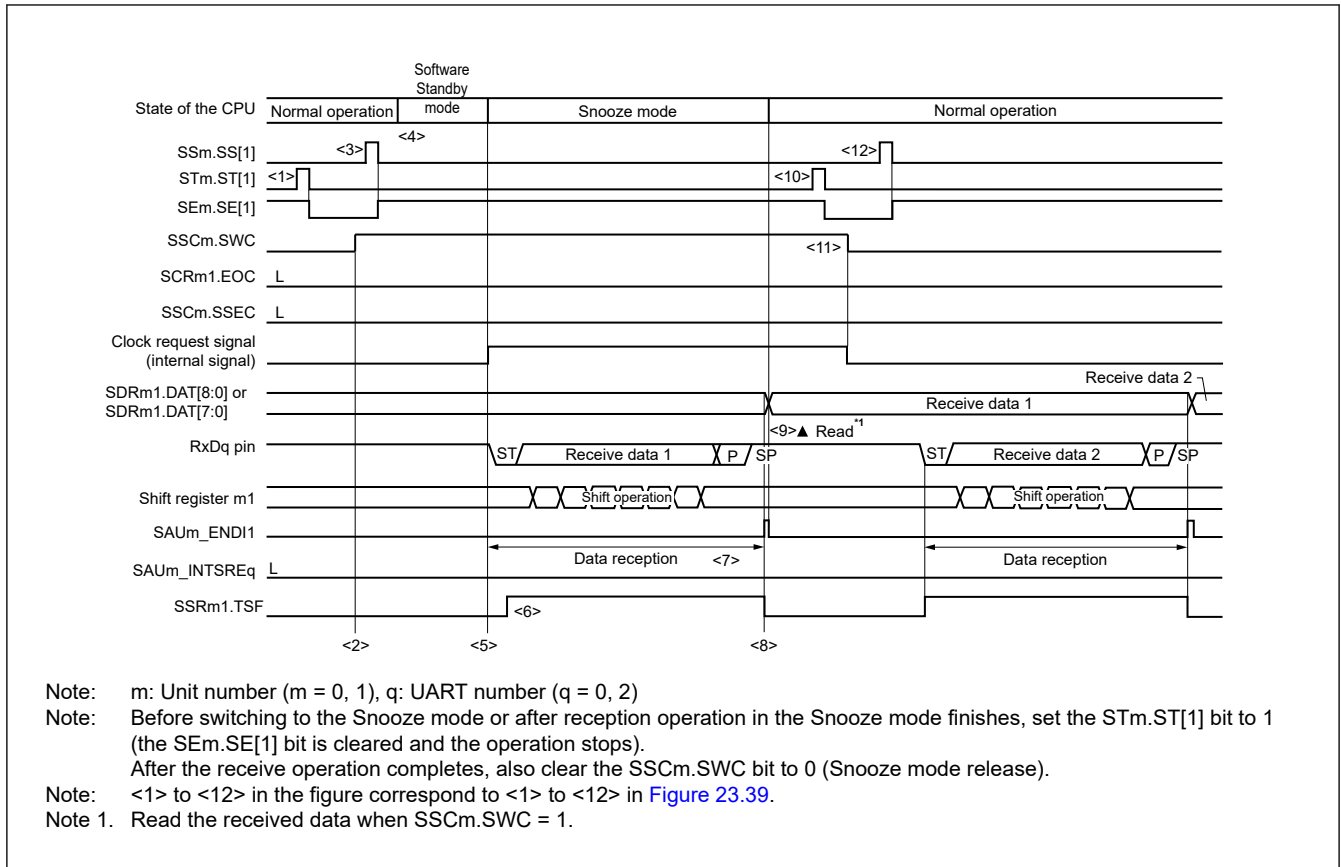 Software
Standby
mode
State of the CPU Normal operation Snooze mode Normal operation
<4>
SSm.SS[1] <3> <12>
STm.ST[1] <1> <10>
SEm.SE[1]
SSCm.SWC <11>
SCRm1.EOC L
SSCm.SSEC L
Clock request signal
(internal signal)
Receive data 2
SDRm1.DAT[8:0] or
SDRm1.DAT[7:0]
Receive data 1
<9>▲ Read*1
RxDq pin ST Receive data 1 P SP ST Receive data 2 P SP
Shift register m1 Shift operation Shift operation
SAUm_ENDI1
Data reception <7> Data reception
SAUm_INTSREq L
SSRm1.TSF <6>
<2> <5> <8>
Note: m: Unit number (m = 0, 1), q: UART number (q = 0, 2)
Note: Before switching to the Snooze mode or after reception operation in the Snooze mode finishes, set the STm.ST[1] bit to 1
(the SEm.SE[1] bit is cleared and the operation stops).
After the receive operation completes, also clear the SSCm.SWC bit to 0 (Snooze mode release).
Note: <1> to <12> in the figure correspond to <1> to <12> in Figure 23.39.
Note 1. Read the received data when SSCm.SWC = 1.